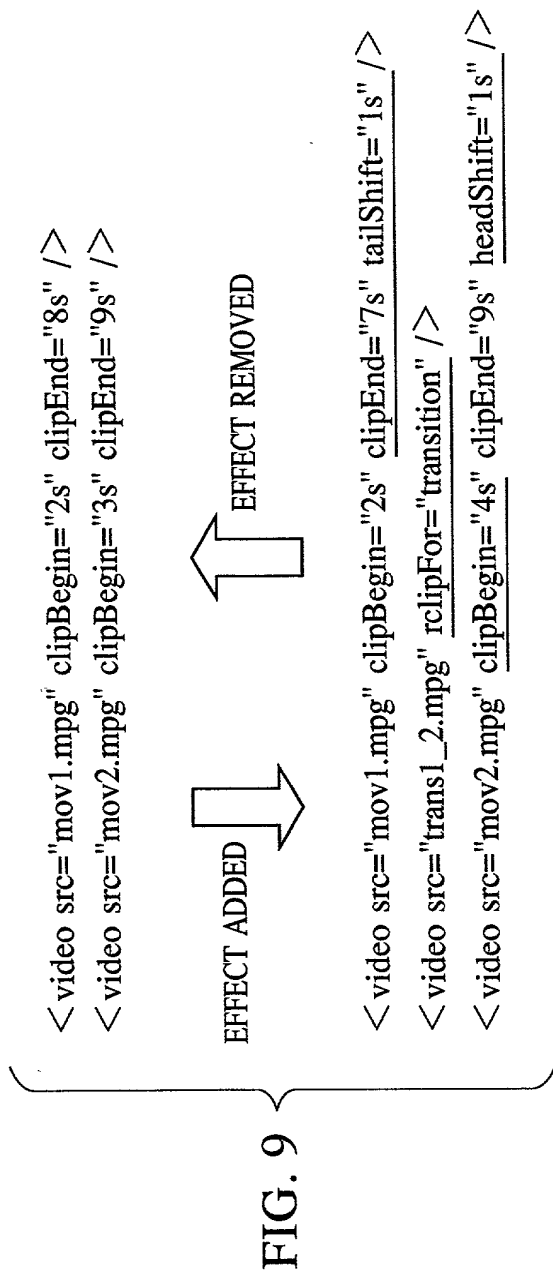 FIG. 9
<video src="mov1.mpg" clipBegin="2s" clipEnd="8s" />
<video src="mov2.mpg" clipBegin="3s" clipEnd="9s" />
EFFECT ADDED
EFFECT REMOVED
<video src="mov1.mpg" clipBegin="2s" clipEnd="7s" tailShift="1s" />
<video src="trans1_2.mpg" rclipFor="transition" />
<video src="mov2.mpg" clipBegin="4s" clipEnd="9s" headShift="1s" />